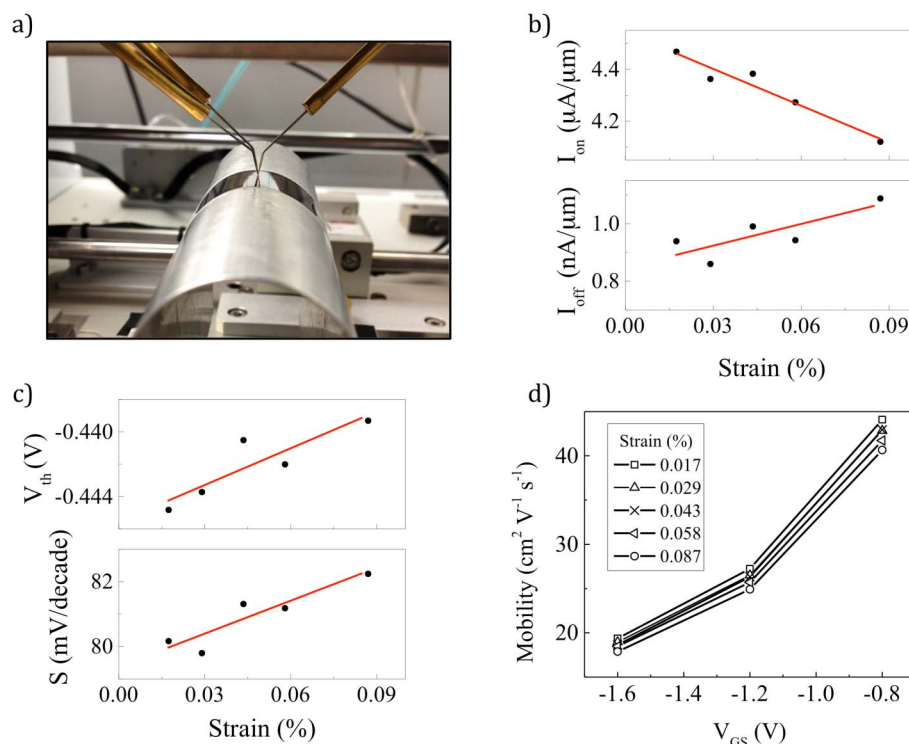 a)
b)
I_on (μA/μm)
4.4
4.2
I_off (nA/μm)
1.0
0.8
0.00 0.03 0.06 0.09
Strain (%)
c)
V_th (V)
-0.440
-0.444
S (mV/decade)
82
80
0.00 0.03 0.06 0.09
Strain (%)
d)
Mobility (cm² V⁻¹ s⁻¹)
40
30
20
Strain (%)
0.017
0.029
0.043
0.058
0.087
-1.6 -1.4 -1.2 -1.0 -0.8
V_GS (V)